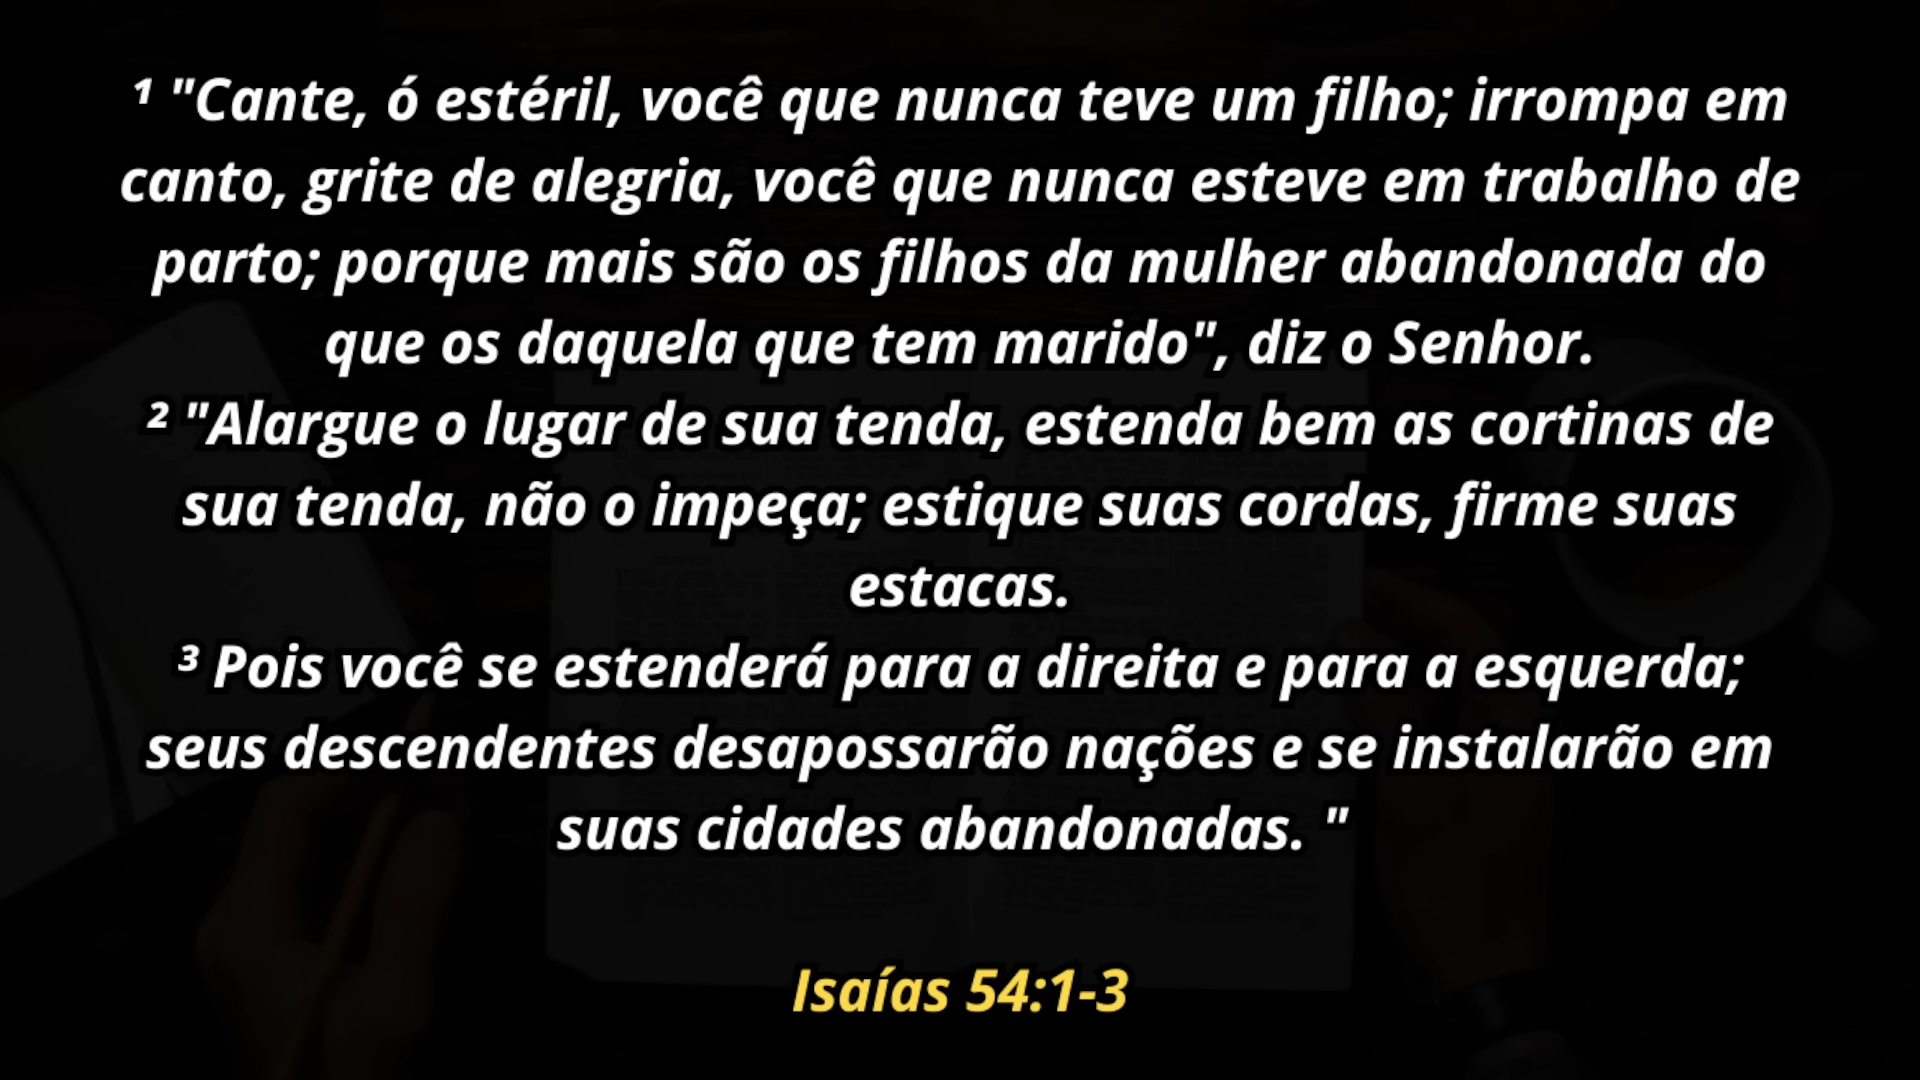 ¹ "Cante, ó estéril, você que nunca teve um filho; irrompa em
canto, grite de alegria, você que nunca esteve em trabalho de
parto; porque mais são os filhos da mulher abandonada do
que os daquela que tem marido", diz o Senhor.
² "Alargue o lugar de sua tenda, estenda bem as cortinas de
sua tenda, não o impeça; estique suas cordas, firme suas
estacas.
³ Pois você se estenderá para a direita e para a esquerda;
seus descendentes desapossarão nações e se instalarão em
suas cidades abandonadas. "
Isaías 54:1-3